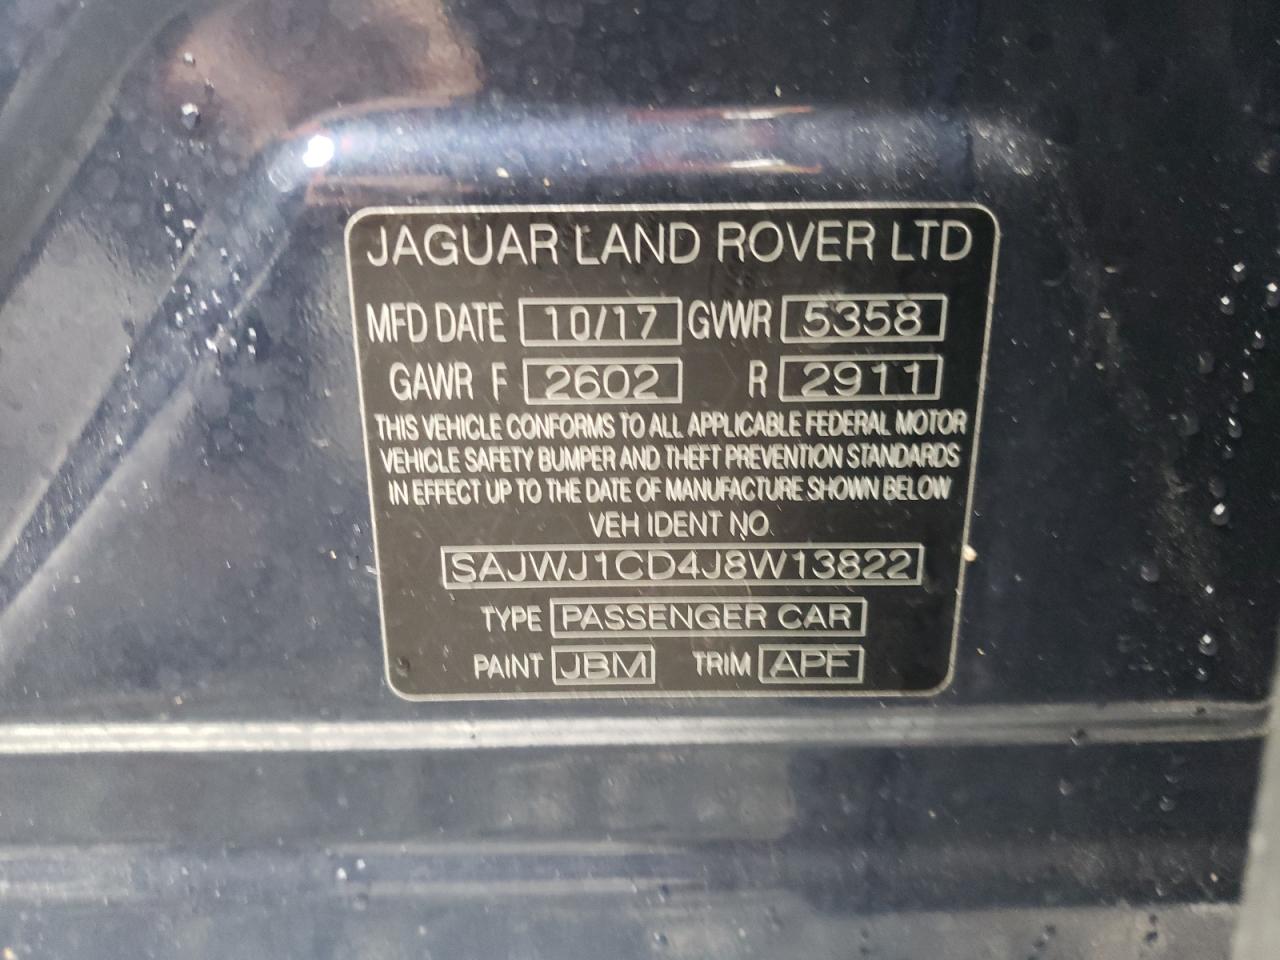 JAGUAR LAND ROVER LTD
MFD DATE 10/17 GVWR 5358
GAWR F 2602 R 2911
THIS VEHICLE CONFORMS TO ALL APPLICABLE FEDERAL MOTOR
VEHICLE SAFETY BUMPER AND THEFT PREVENTION STANDARDS
IN EFFECT UP TO THE DATE OF MANUFACTURE SHOWN BELOW
VEH IDENT NO.
SAJWJ1CD4J8W13822
TYPE PASSENGER CAR
PAINT JBM TRIM APF